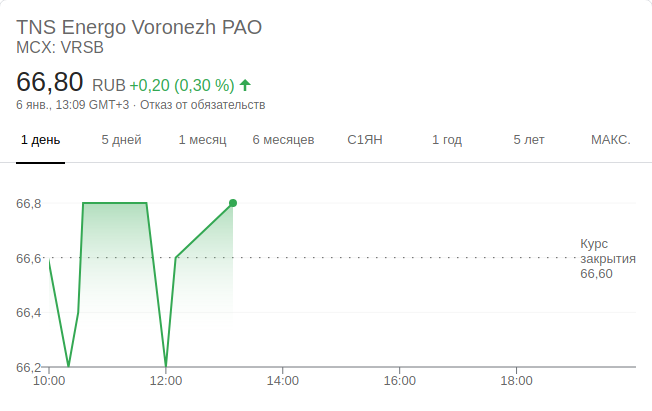 TNS Energo Voronezh PAO
MCX: VRSB
66,80 RUB +0,20 (0,30 %)
6 янв., 13:09 GMT+3 · Отказ от обязательств
1 день 5 дней 1 месяц 6 месяцев С1ЯН 1 год 5 лет МАКС.
66,8
Курс
66,6 закрытия
66,60
66,4
66,2
10:00 12:00 14:00 16:00 18:00